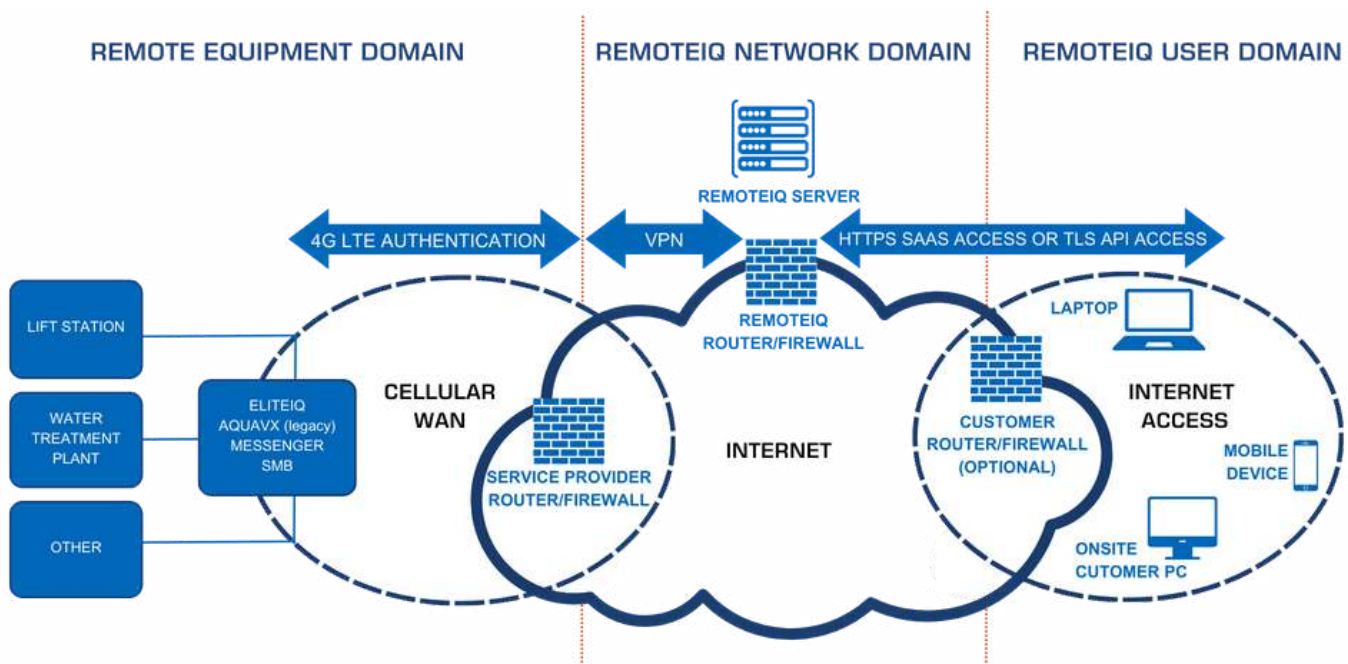 REMOTE EQUIPMENT DOMAIN
REMOTEIQ NETWORK DOMAIN
REMOTEIQ USER DOMAIN
REMOTEIQ SERVER
4G LTE AUTHENTICATION
VPN
HTTPS SAAS ACCESS OR TLS API ACCESS
LIFT STATION
WATER
TREATMENT
PLANT
OTHER
ELITEIQ
AQUAVX (legacy)
MESSENGER
SMB
CELLULAR
WAN
SERVICE PROVIDER
ROUTER/FIREWALL
REMOTEIQ
ROUTER/FIREWALL
INTERNET
CUSTOMER
ROUTER/FIREWALL
(OPTIONAL)
LAPTOP
INTERNET
ACCESS
MOBILE
DEVICE
ONSITE
CUTOMER PC